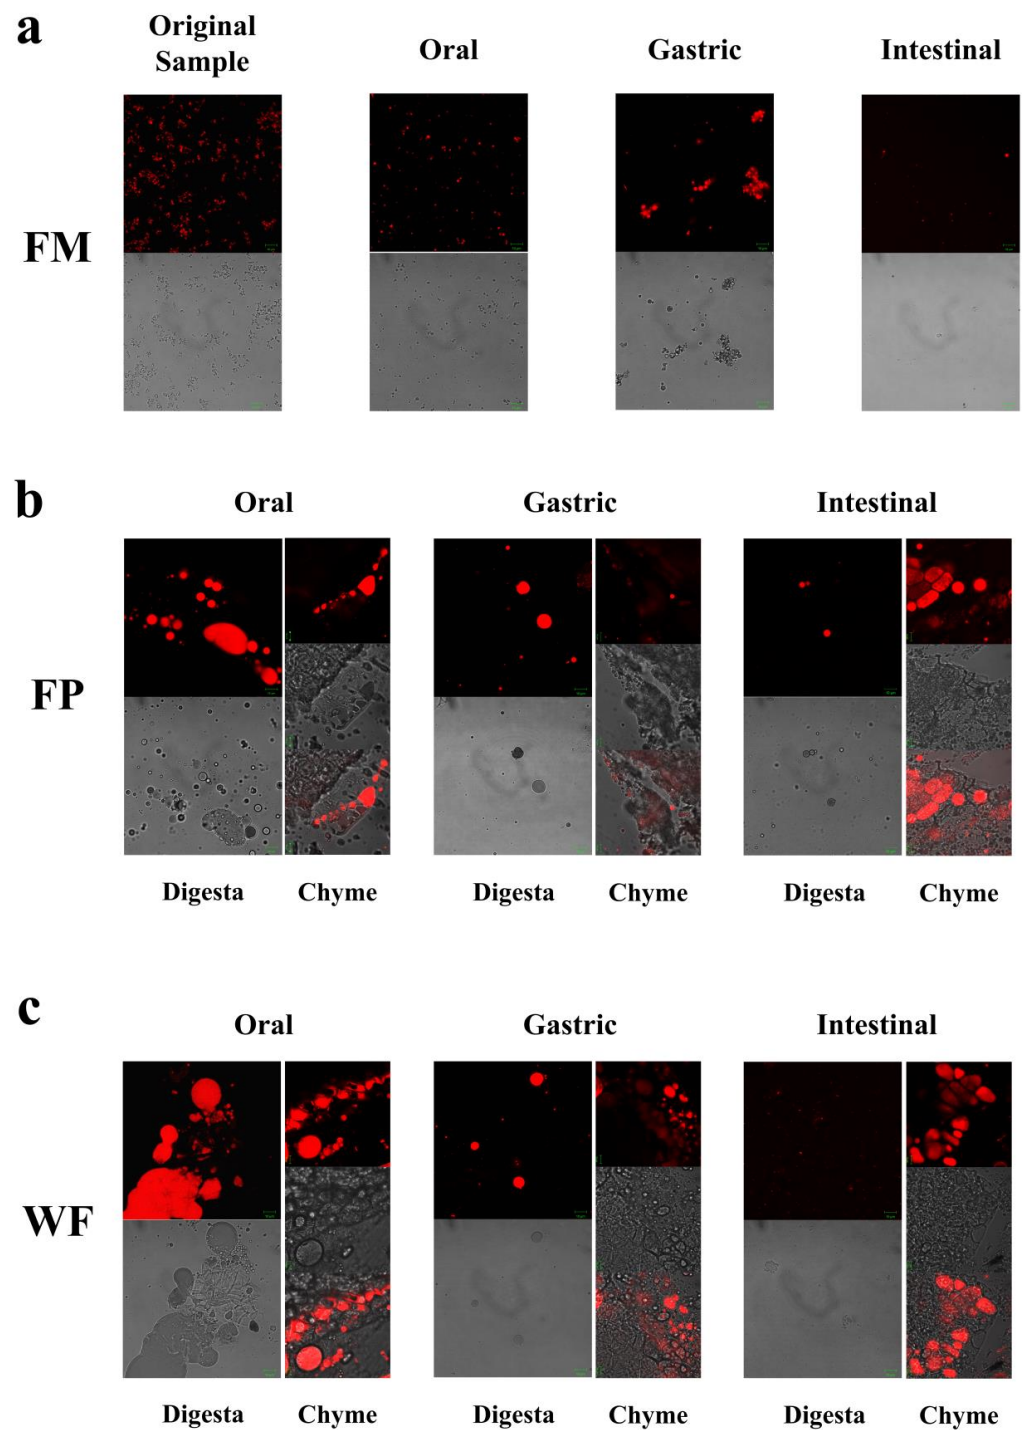 a
Original
Sample
Oral
Gastric
Intestinal
FM
b
Oral
Gastric
Intestinal
FP
Digesta
Chyme
Digesta
Chyme
Digesta
Chyme
c
Oral
Gastric
Intestinal
WF
Digesta
Chyme
Digesta
Chyme
Digesta
Chyme